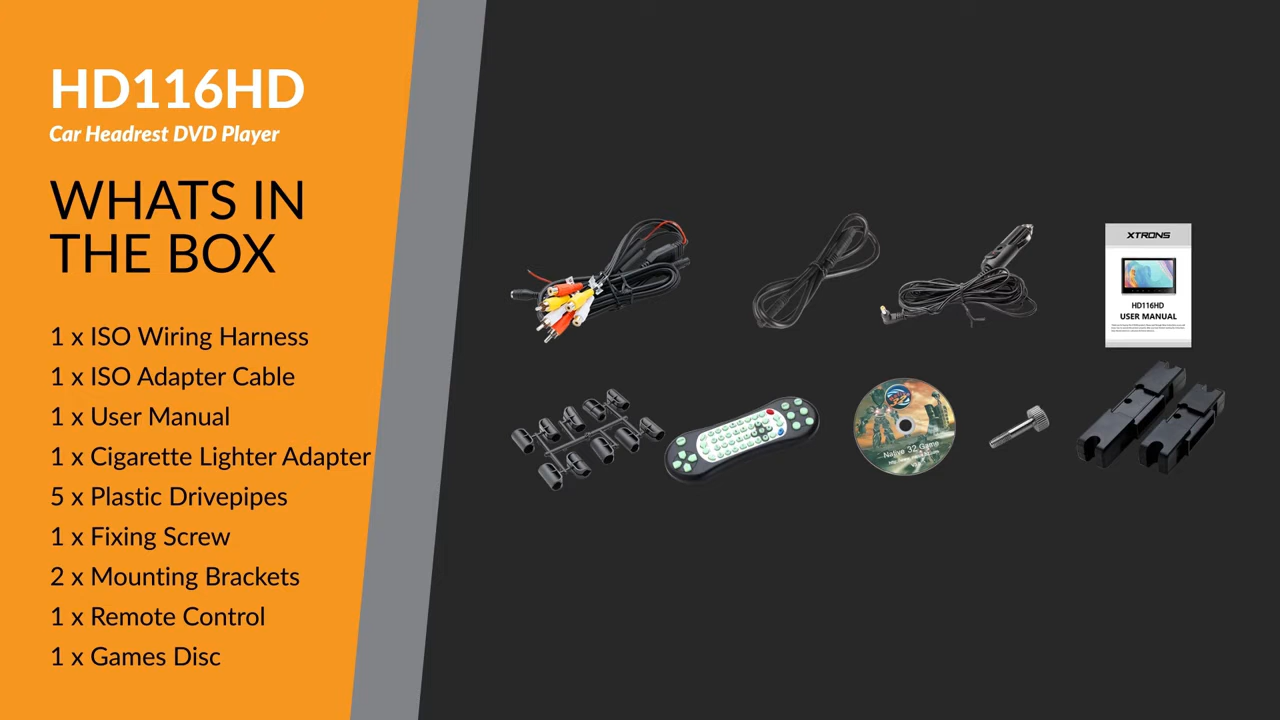 HD116HD
Car Headrest DVD Player
WHATS IN
THE BOX
1 x ISO Wiring Harness
1 x ISO Adapter Cable
1 x User Manual
1 x Cigarette Lighter Adapter
5 x Plastic Drivepipes
1 x Fixing Screw
2 x Mounting Brackets
1 x Remote Control
1 x Games Disc
XTRONS
HD116HD
USER MANUAL
Native 32 Game